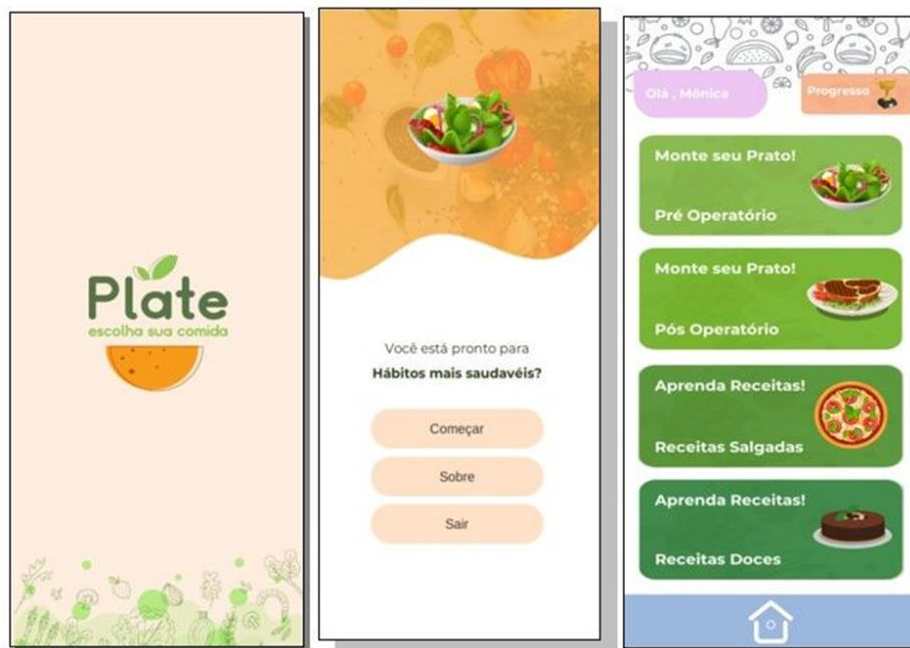 Plate
escolha sua comida
Você está pronto para
Hábitos mais saudavéis?
Começar
Sobre
Sair
Olá , Mônica
Progresso
Monte seu Prato!
Pré Operatório
Monte seu Prato!
Pós Operatório
Aprenda Receitas!
Receitas Salgadas
Aprenda Receitas!
Receitas Doces